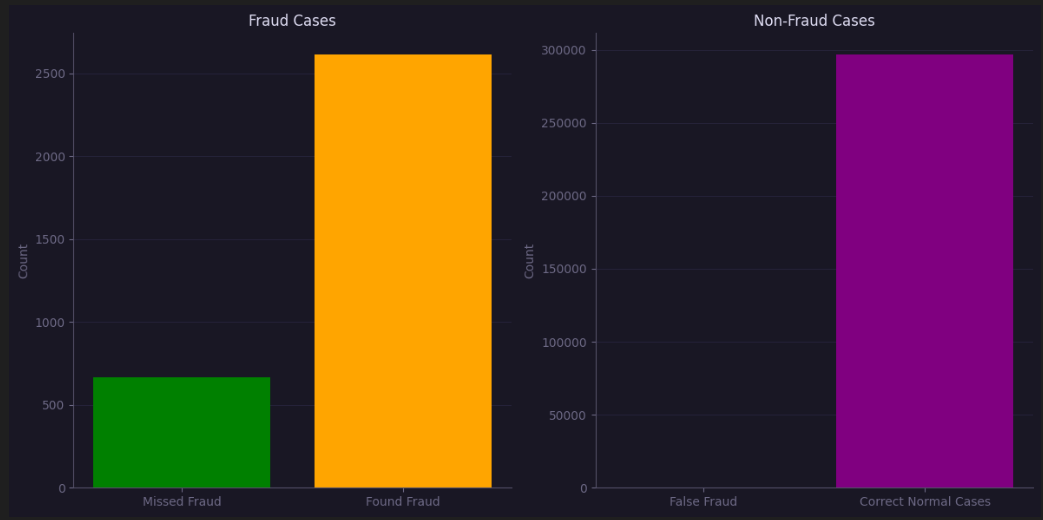 Fraud Cases
Count
2500
2000
1500
1000
500
0
Missed Fraud
Found Fraud
Non-Fraud Cases
Count
300000
250000
200000
150000
100000
50000
0
False Fraud
Correct Normal Cases